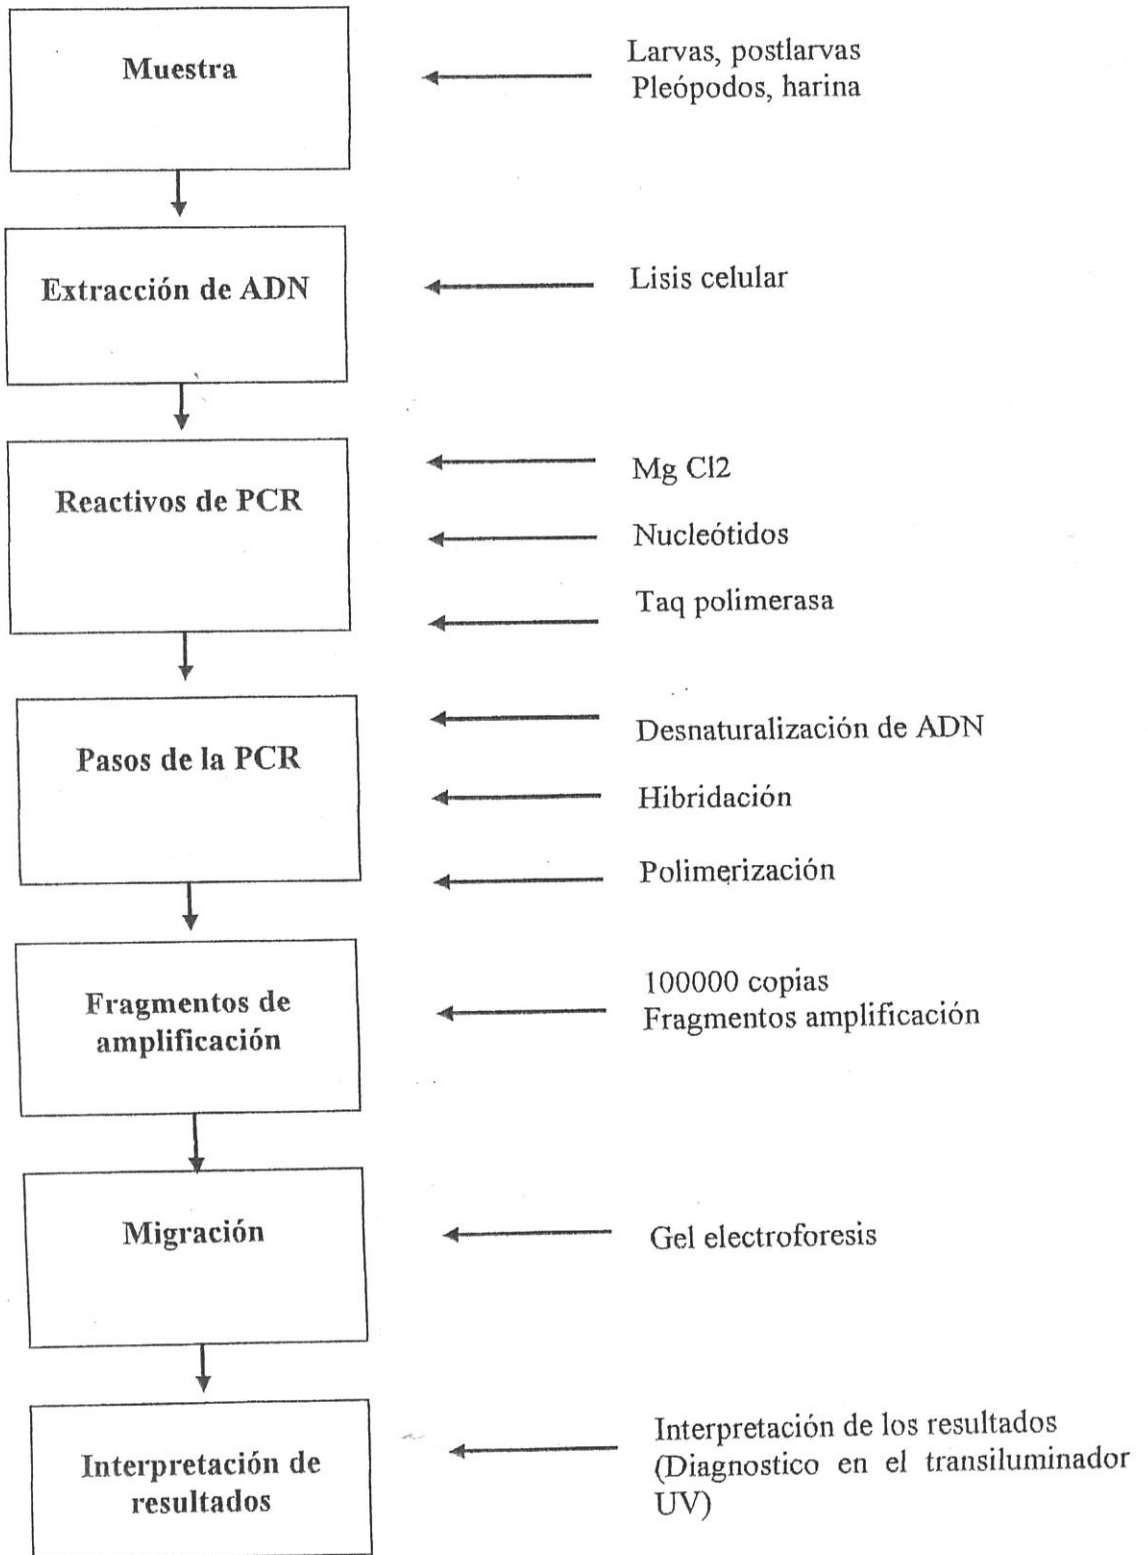 Muestra
Larvas, postlarvas
Pleópodos, harina
Extracción de ADN
Lisis celular
Reactivos de PCR
Mg Cl2
Nucleótidos
Taq polimerasa
Pasos de la PCR
Desnaturalización de ADN
Hibridación
Polimerización
Fragmentos de
amplificación
100000 copias
Fragmentos amplificación
Migración
Gel electroforesis
Interpretación de
resultados
Interpretación de los resultados
(Diagnostico en el transiluminador
UV)